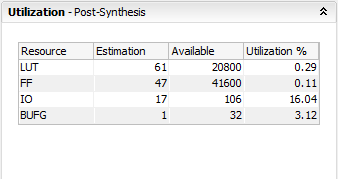 Utilization - Post-Synthesis
Resource Estimation Available Utilization %
LUT 61 20800 0.29
FF 47 41600 0.11
IO 17 106 16.04
BUFG 1 32 3.12